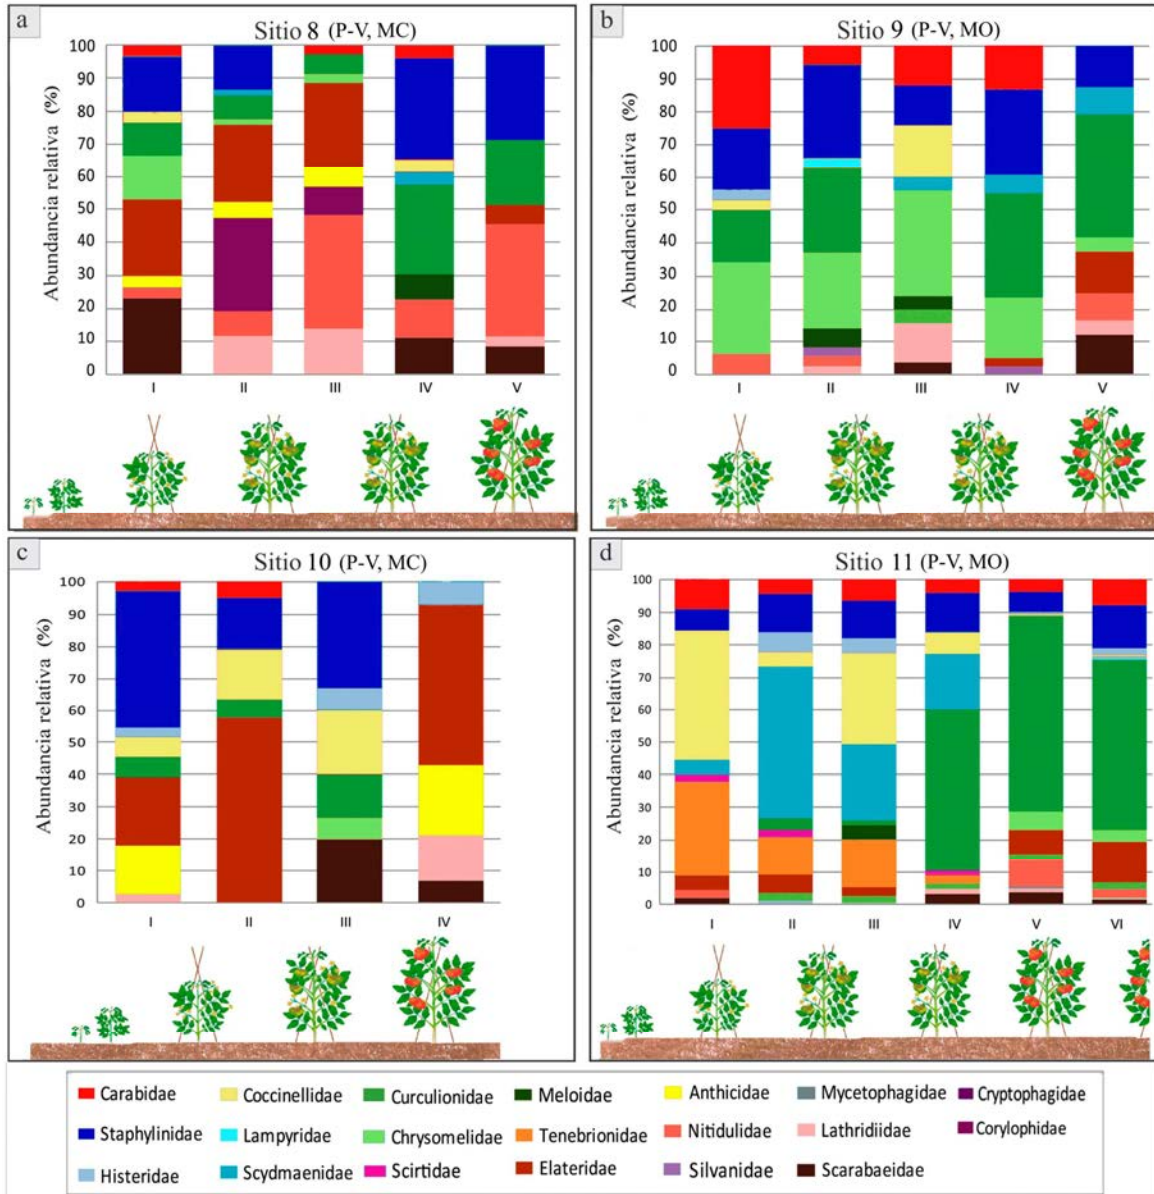 a
Sitio 8 (P-V, MC)
Abundancia relativa (%)
100
90
80
70
60
50
40
30
20
10
0
I II III IV V
b
Sitio 9 (P-V, MO)
Abundancia relativa (%)
100
90
80
70
60
50
40
30
20
10
0
I II III IV V
c
Sitio 10 (P-V, MC)
Abundancia relativa (%)
100
90
80
70
60
50
40
30
20
10
0
I II III IV
d
Sitio 11 (P-V, MO)
Abundancia relativa (%)
100
90
80
70
60
50
40
30
20
10
0
I II III IV V VI
Carabidae Coccinellidae Curculionidae Meloidae Anthicidae Mycetophagidae Cryptophagidae
Staphylinidae Lampyridae Chrysomelidae Tenebrionidae Nitidulidae Lathridiidae Corylophidae
Histeridae Scydmaenidae Scirtidae Elateridae Silvanidae Scarabaeidae